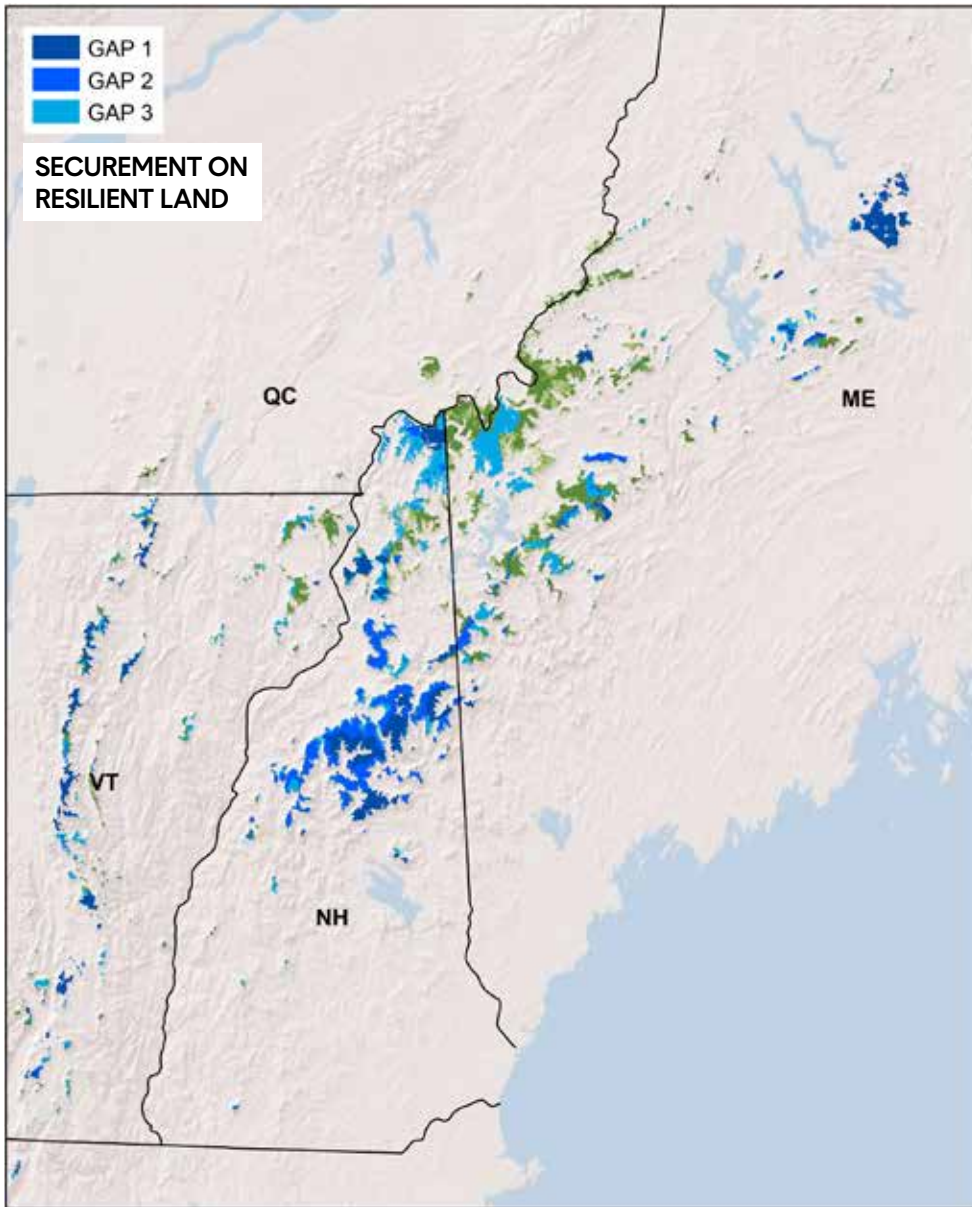 GAP 1
GAP 2
GAP 3
SECUREMENT ON
RESILIENT LAND
QC
ME
VT
NH